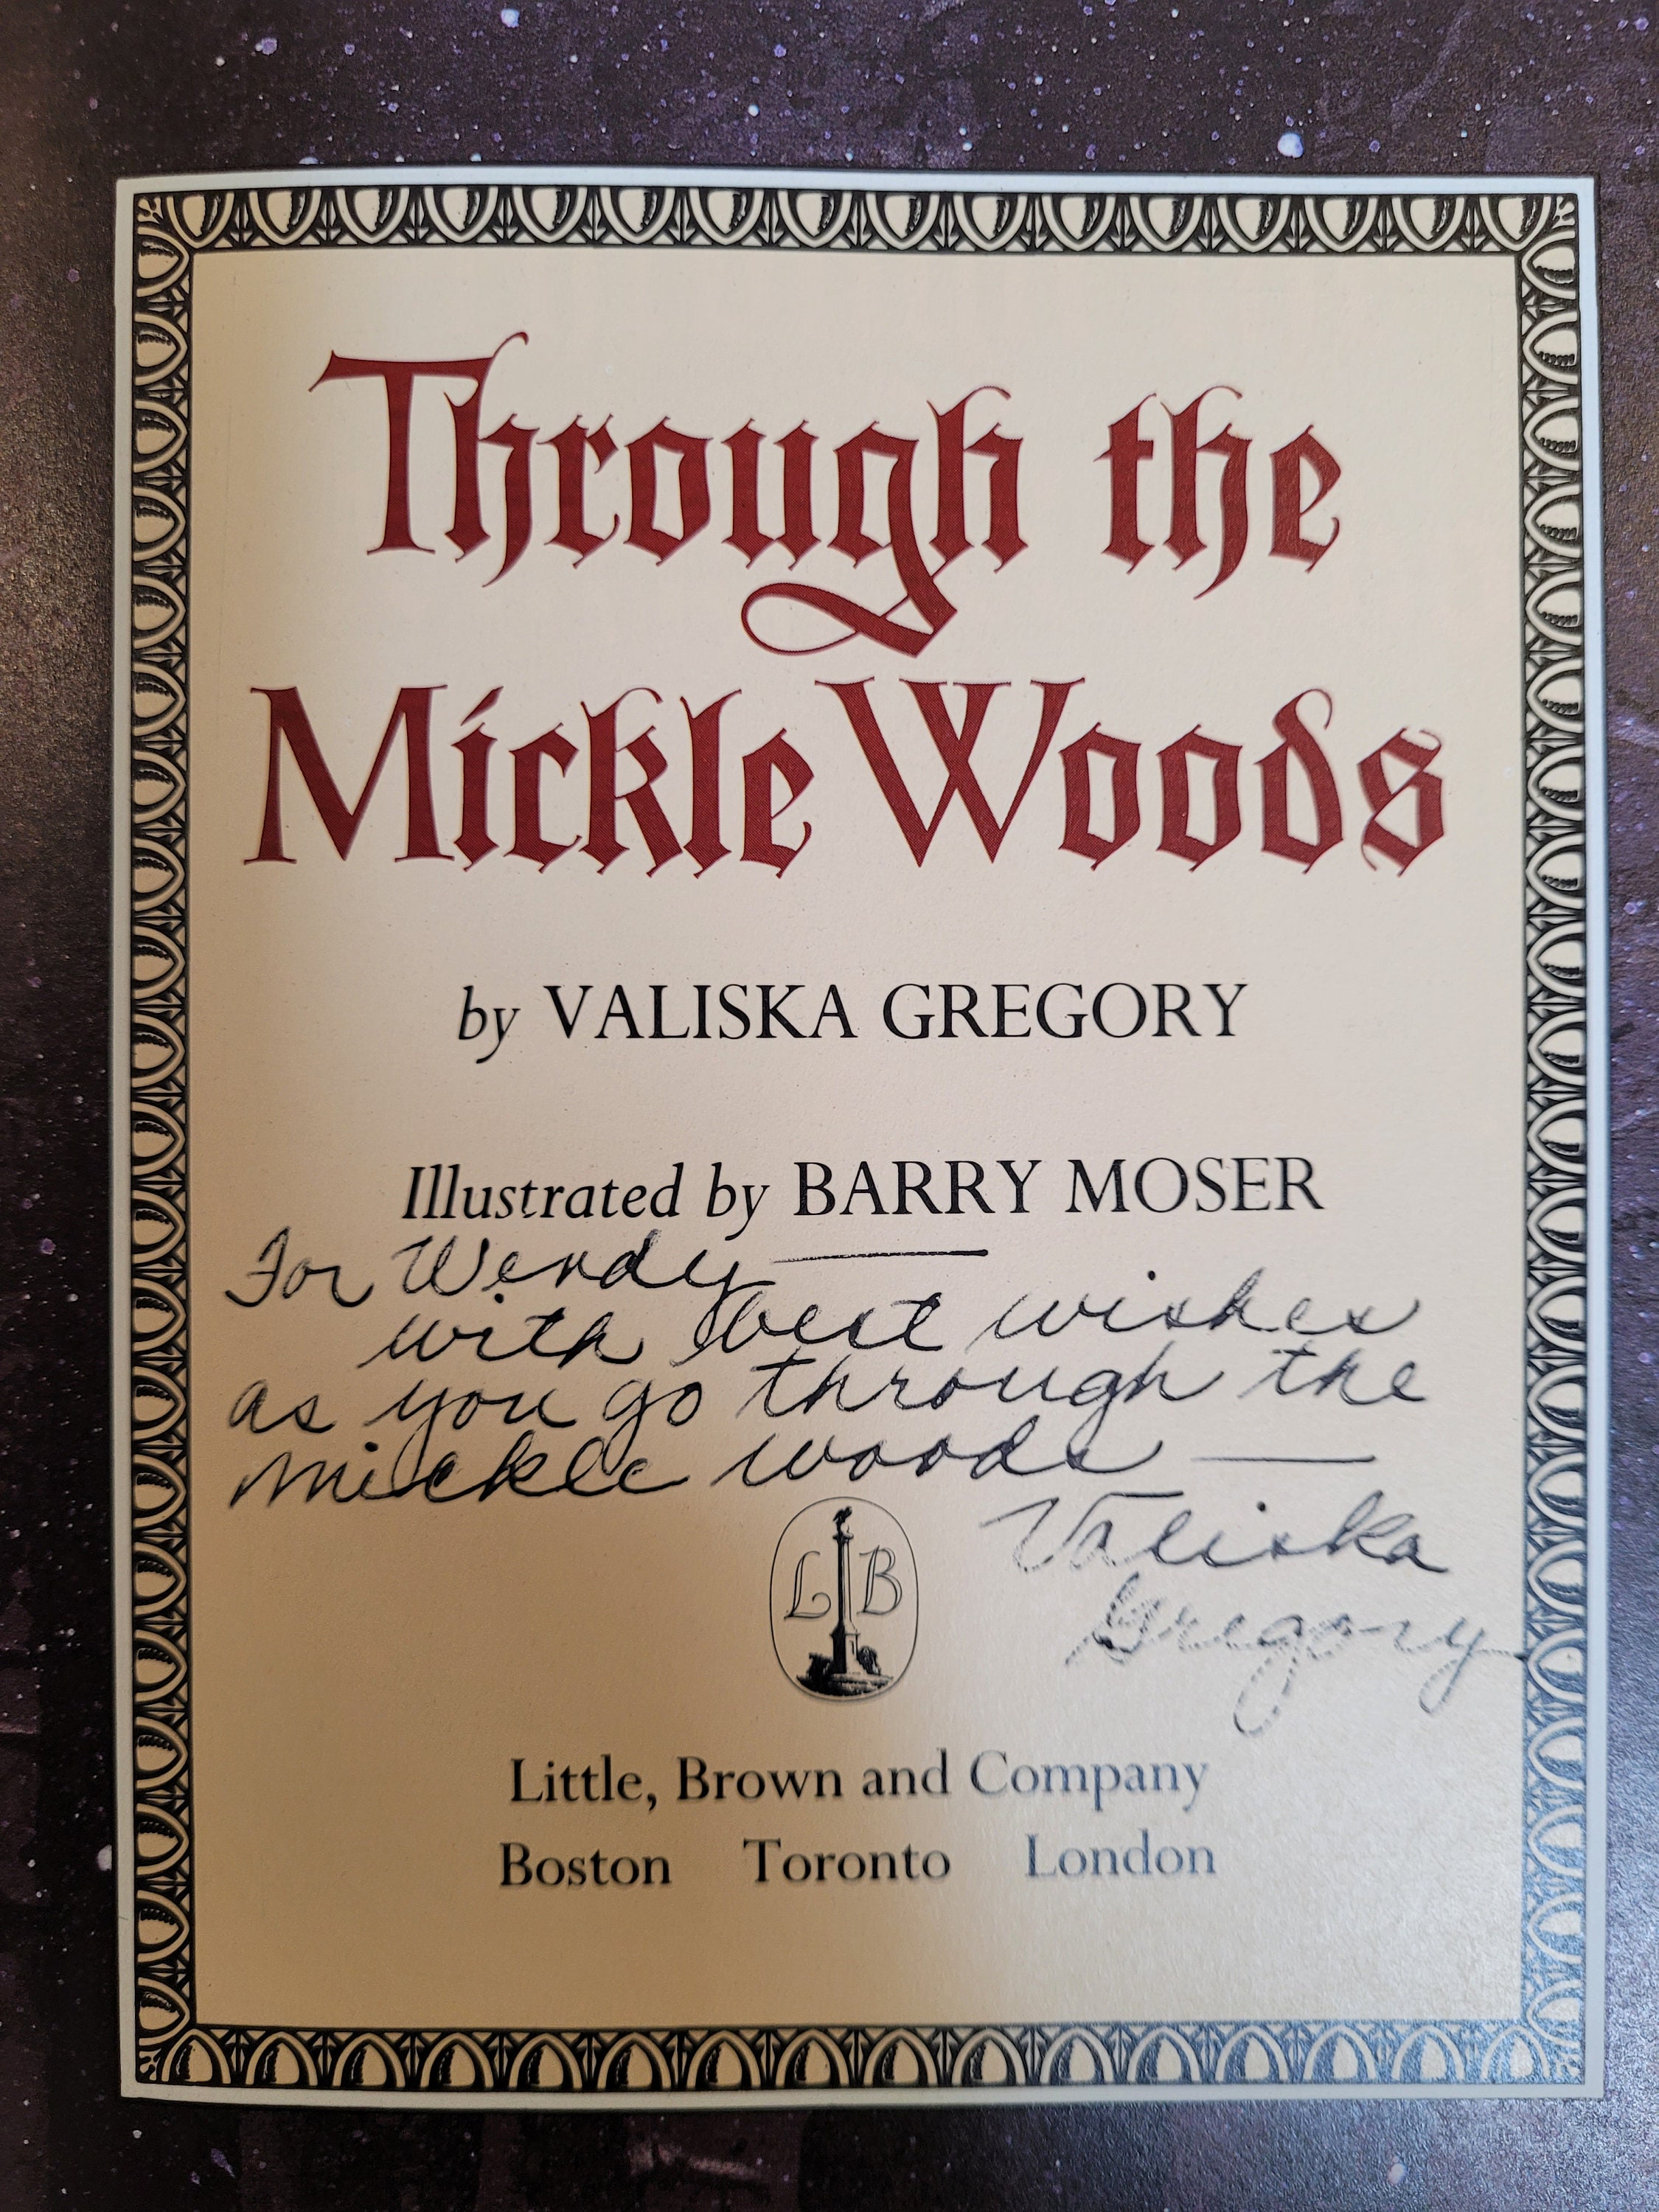 Through the
Mickle Woods
by VALISKA GREGORY
Illustrated by BARRY MOSER
For Wendy —
with best wishes
as you go through the
mickle woods —
Valiska
Gregory
L B
Little, Brown and Company
Boston Toronto London